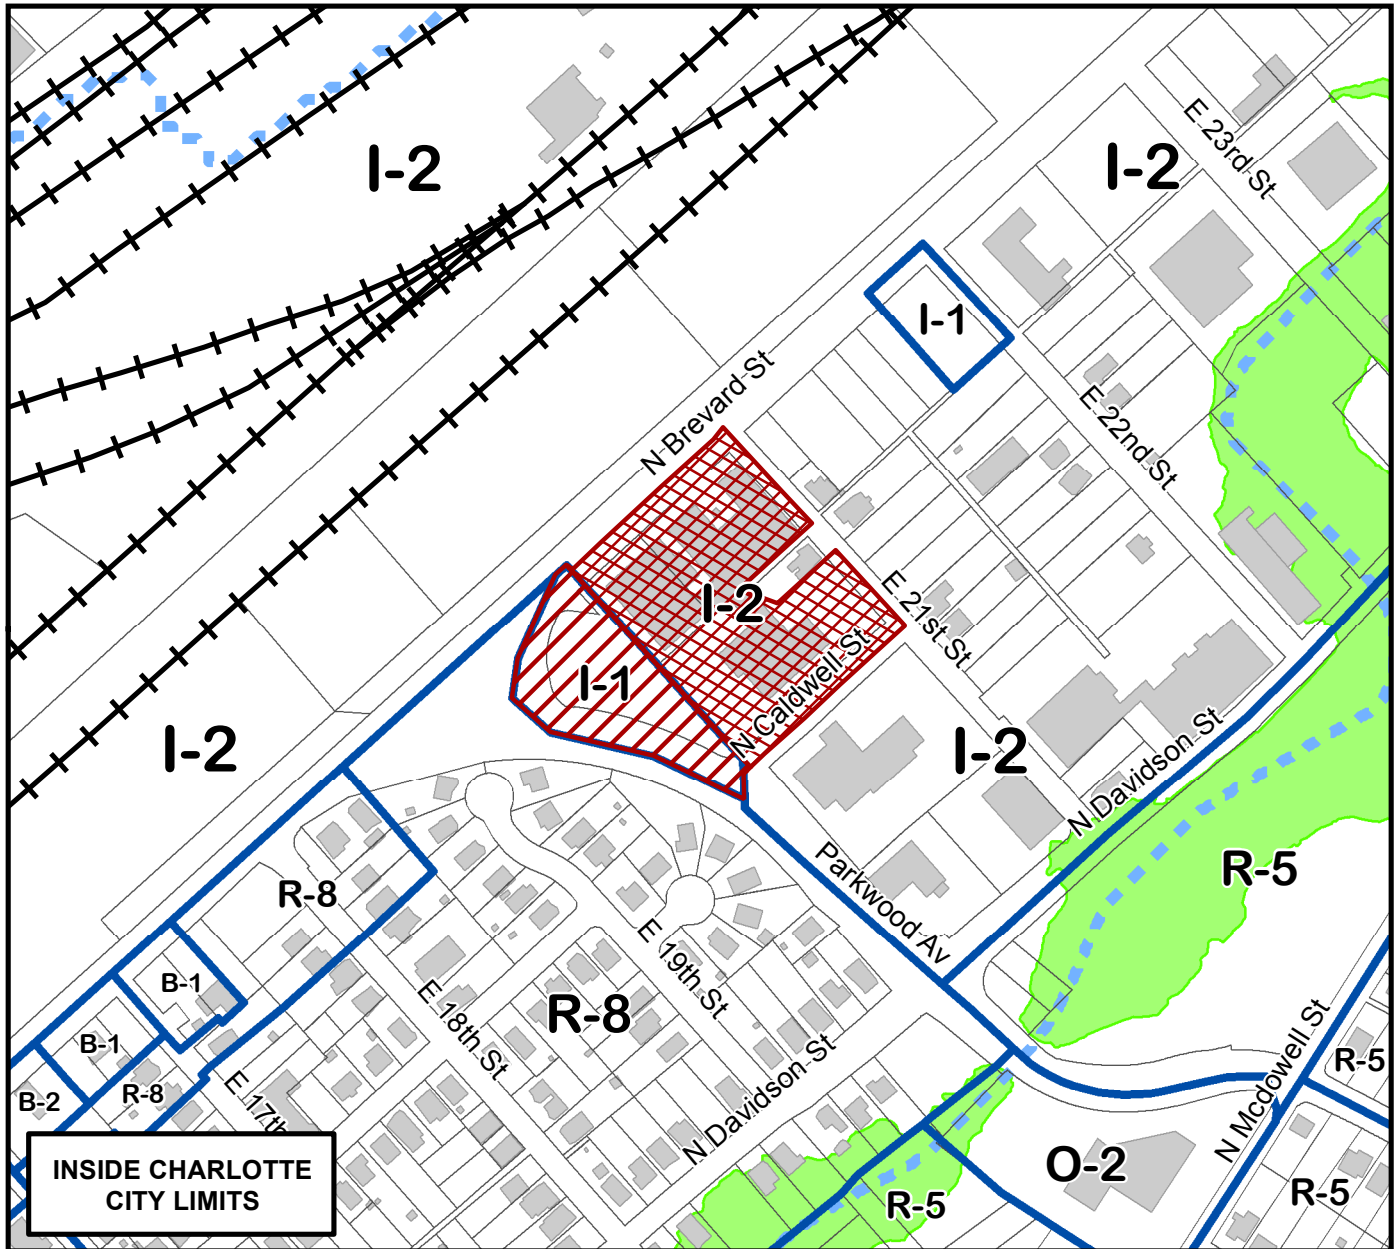 I-2
I-2
E 23rd St
I-1
N Brevard St
E 22nd St
I-2
E 21st St
I-1
N Caldwell St
I-2
I-2
N Davidson St
Parkwood Av
R-5
R-8
E 19th St
B-1
E 18th St
R-8
B-1
N Davidson St
R-5
N Mcdowell St
R-8
B-2
E 17th
O-2
R-5
R-5
INSIDE CHARLOTTE
CITY LIMITS